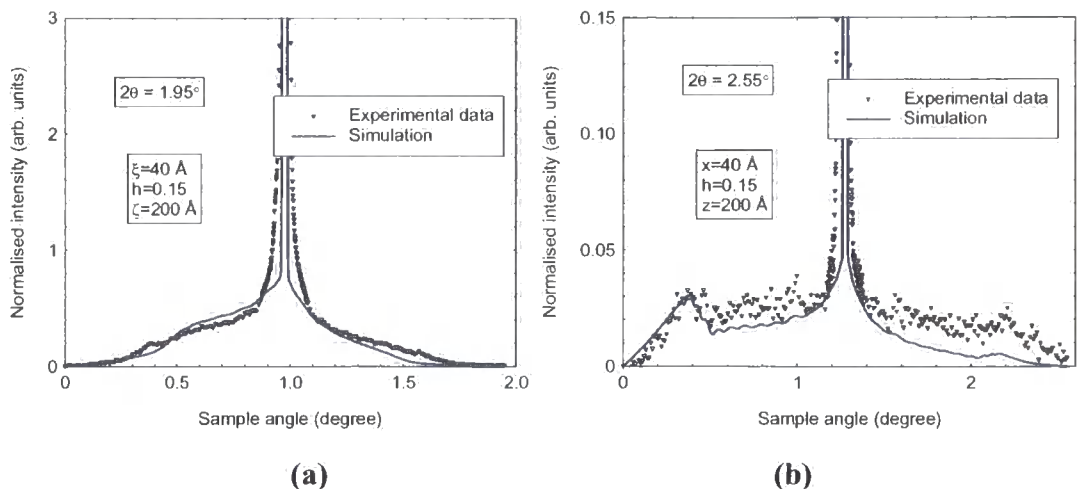 3
2
1
0
Normalised intensity (arb. units)
2θ = 1.95°
Experimental data
Simulation
ξ=40 Å
h=0.15
ζ=200 Å
0 0.5 1.0 1.5 2.0
Sample angle (degree)
(a)
0.15
0.10
0.05
0
Normalised intensity (arb. units)
2θ = 2.55°
Experimental data
Simulation
x=40 Å
h=0.15
z=200 Å
0 1 2
Sample angle (degree)
(b)